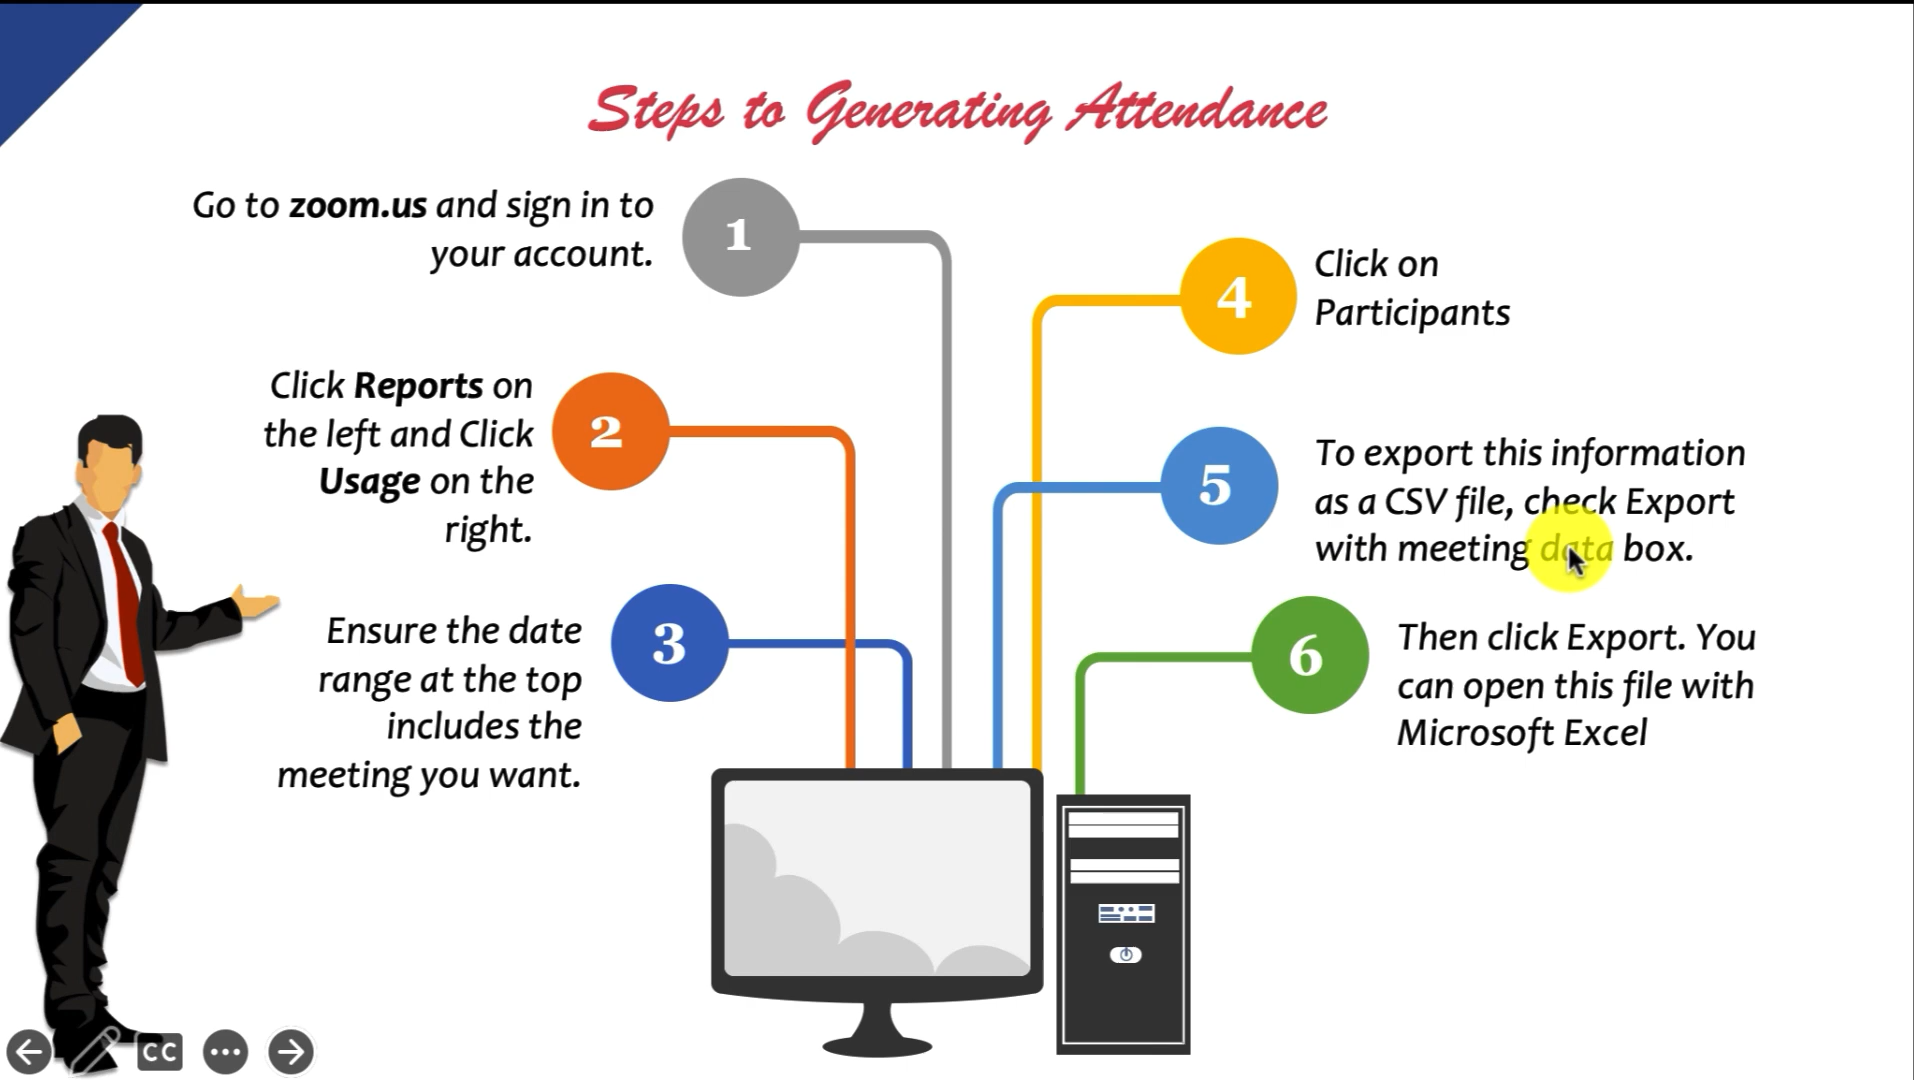 Steps to Generating Attendance
1
Go to zoom.us and sign in to
your account.
2
Click Reports on
the left and Click
Usage on the
right.
3
Ensure the date
range at the top
includes the
meeting you want.
4
Click on
Participants
5
To export this information
as a CSV file, check Export
with meeting data box.
6
Then click Export. You
can open this file with
Microsoft Excel
CC